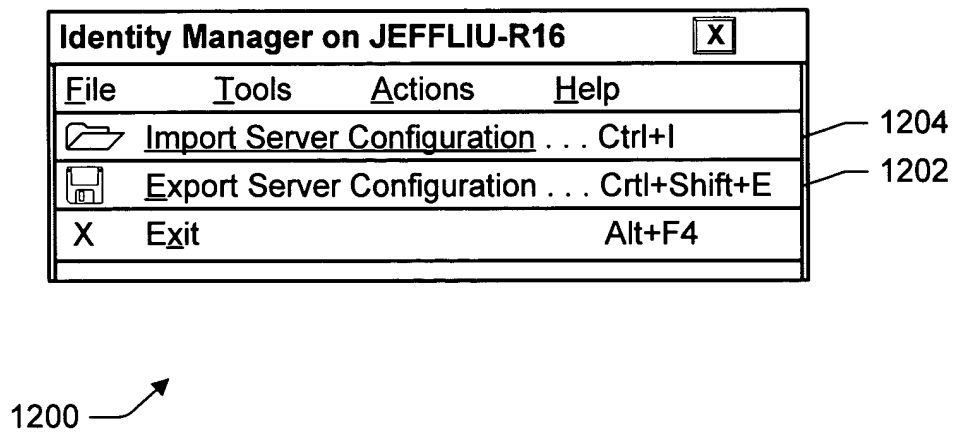 Identity Manager on JEFFLIU-R16 X
File Tools Actions Help
Import Server Configuration . . . Ctrl+I 1204
Export Server Configuration . . . Crtl+Shift+E 1202
X Exit Alt+F4
1200